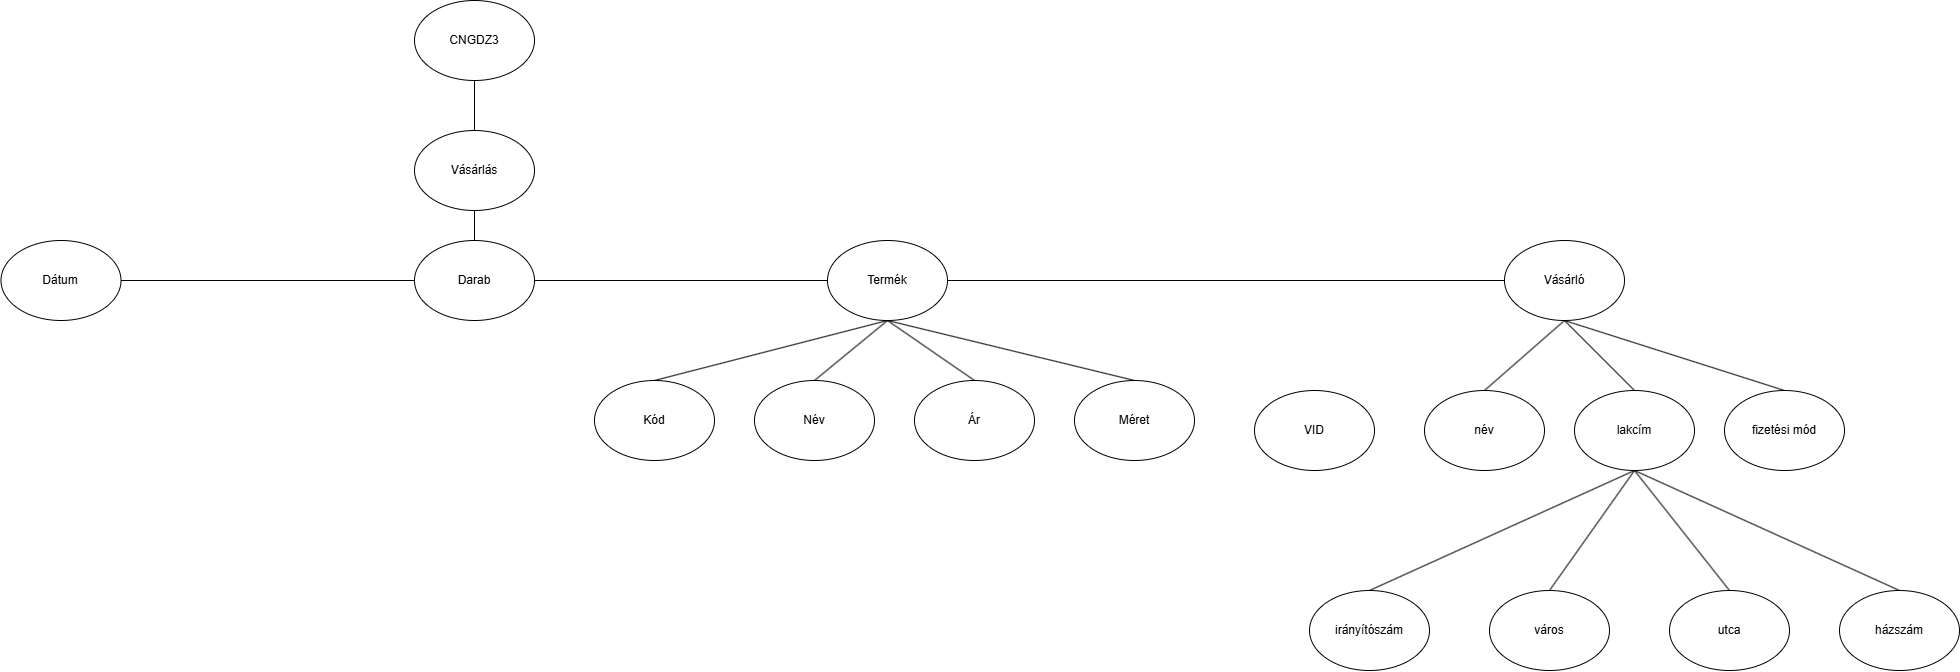 CNGDZ3
Vásárlás
Dátum
Darab
Termék
Vásárló
Kód
Név
Ár
Méret
VID
név
lakcím
fizetési mód
irányítószám
város
utca
házszám